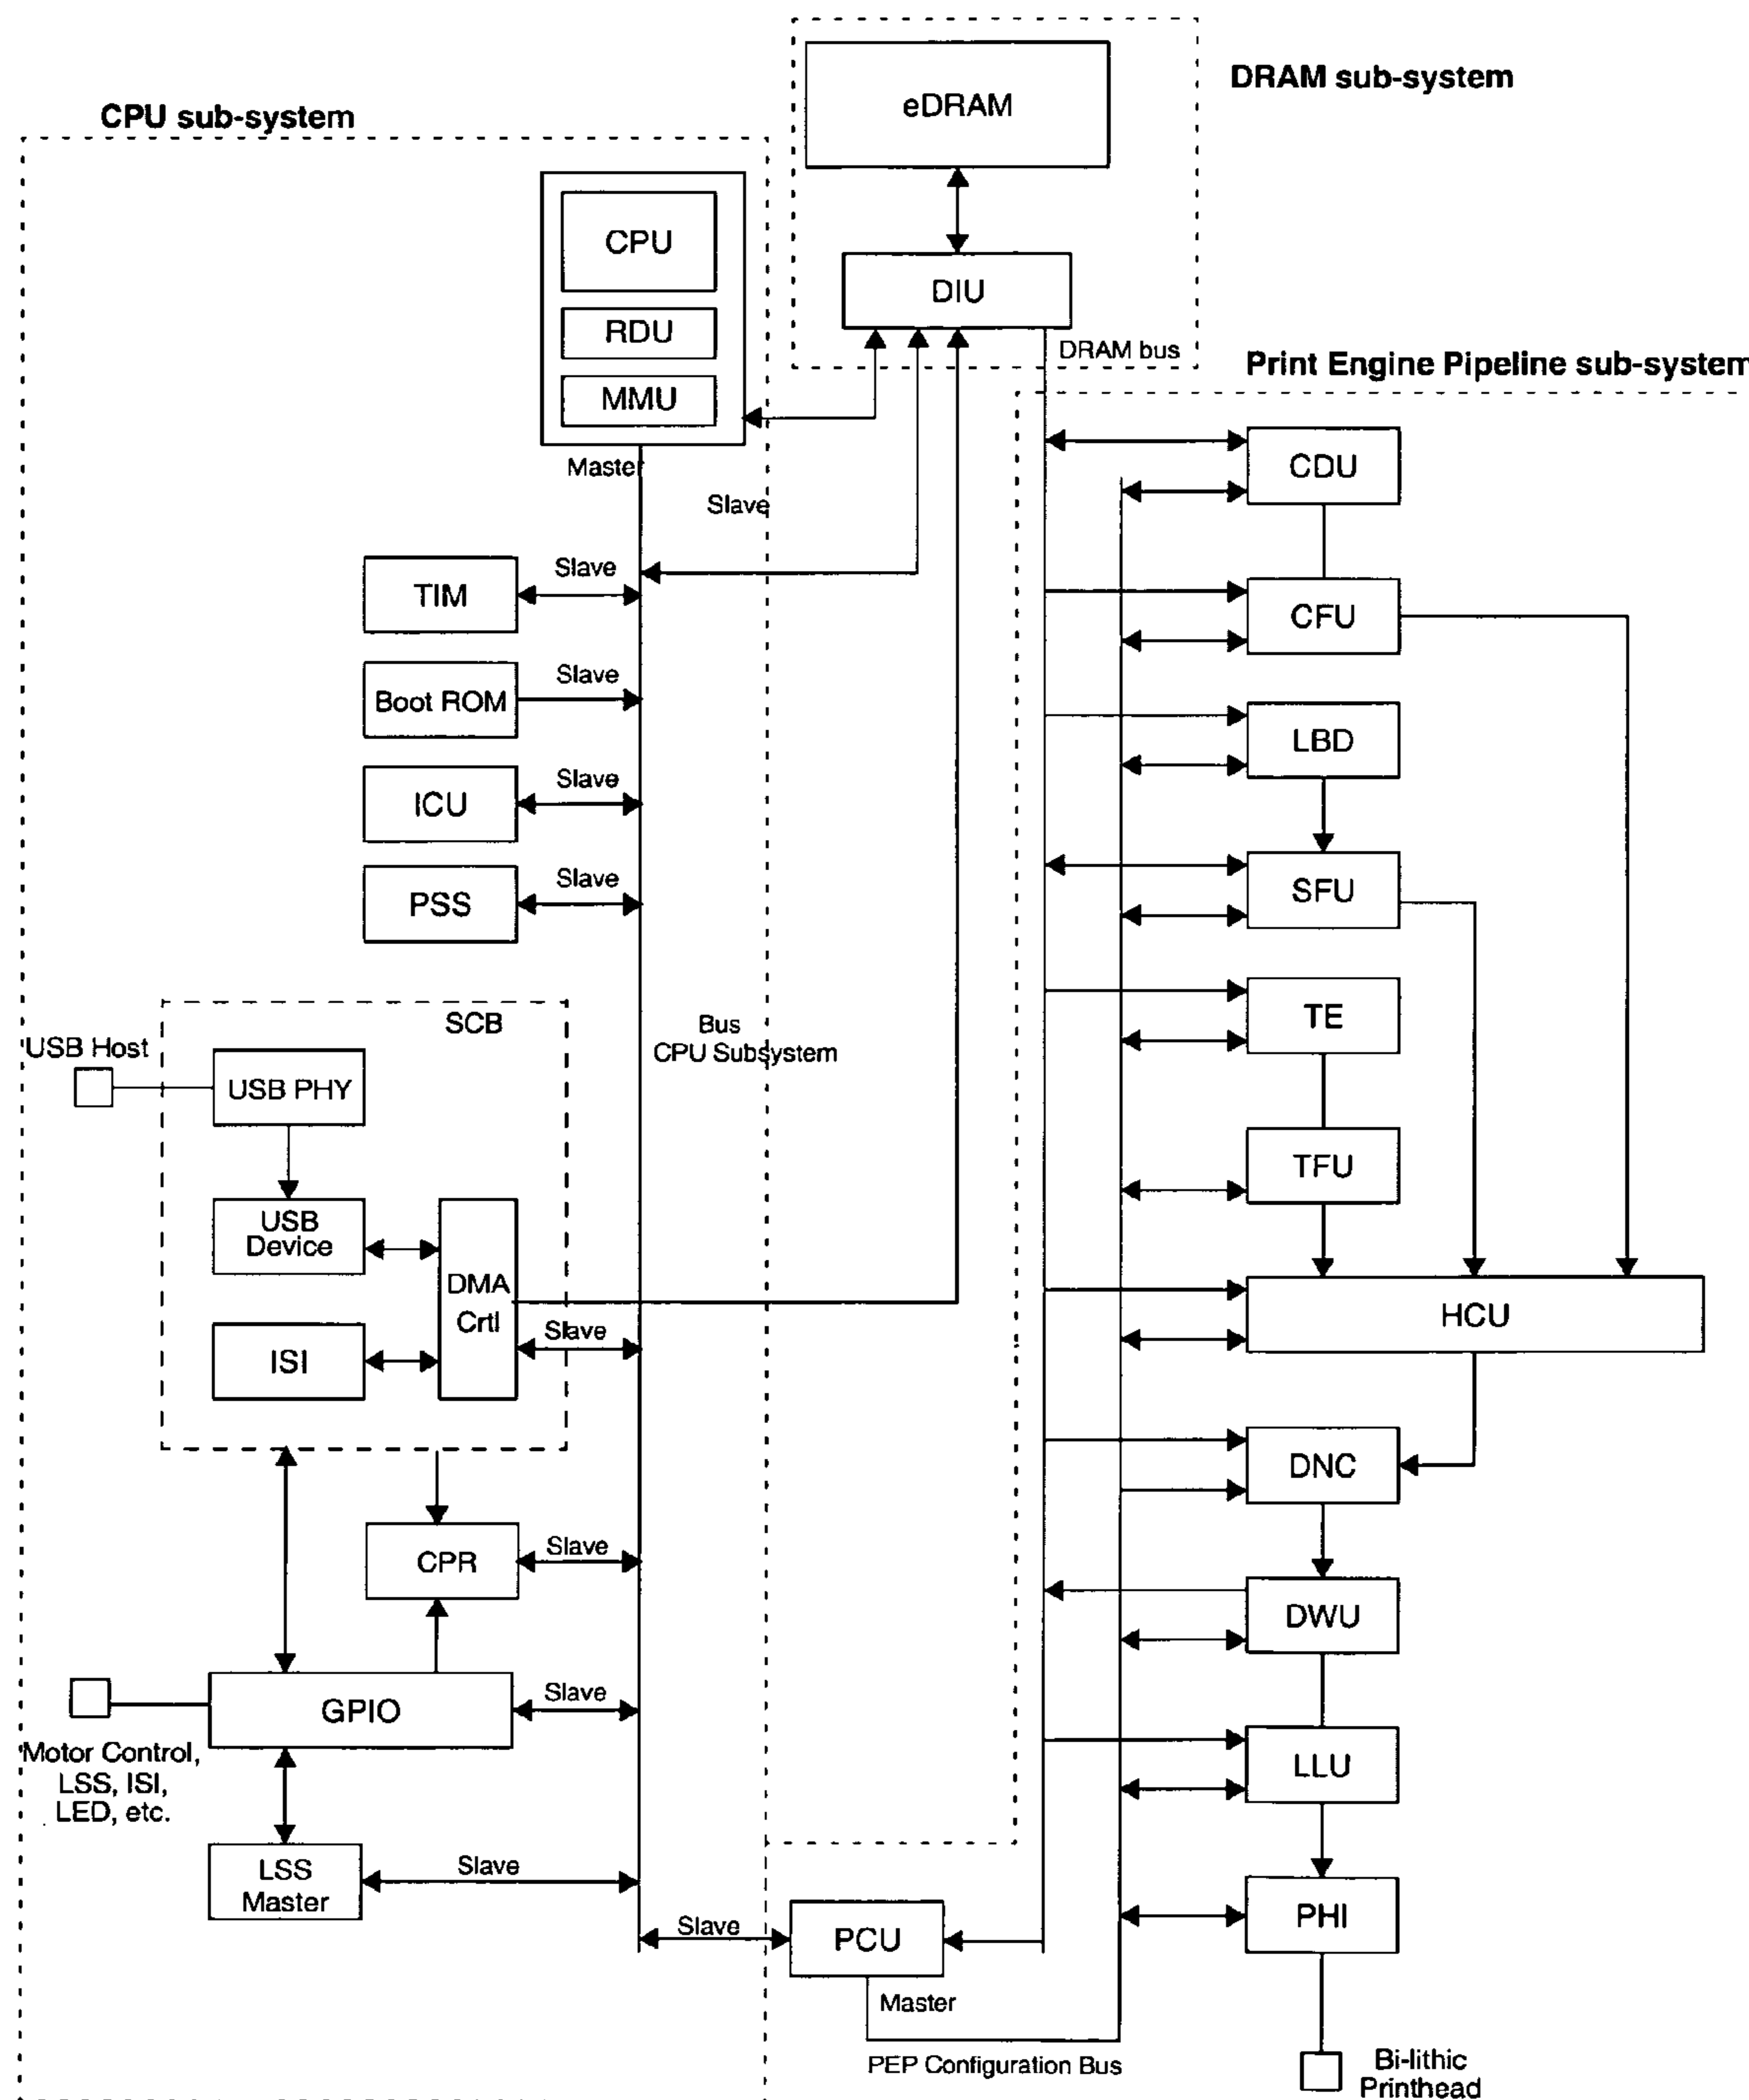 DRAM sub-system
eDRAM
CPU sub-system
CPU
DIU
RDU
DRAM bus
Print Engine Pipeline sub-system
MMU
Master
CDU
Slave
TIM
Slave
CFU
Boot ROM
Slave
LBD
ICU
Slave
PSS
Slave
SFU
SCB
Bus
CPU Subsystem
TE
USB Host
USB PHY
TFU
USB
Device
DMA
Crtl
HCU
Slave
ISI
DNC
CPR
Slave
DWU
GPIO
Slave
Motor Control,
LSS, ISI,
LED, etc.
LLU
LSS
Master
Slave
PHI
Slave
PCU
Master
PEP Configuration Bus
Bi-lithic
Printhead